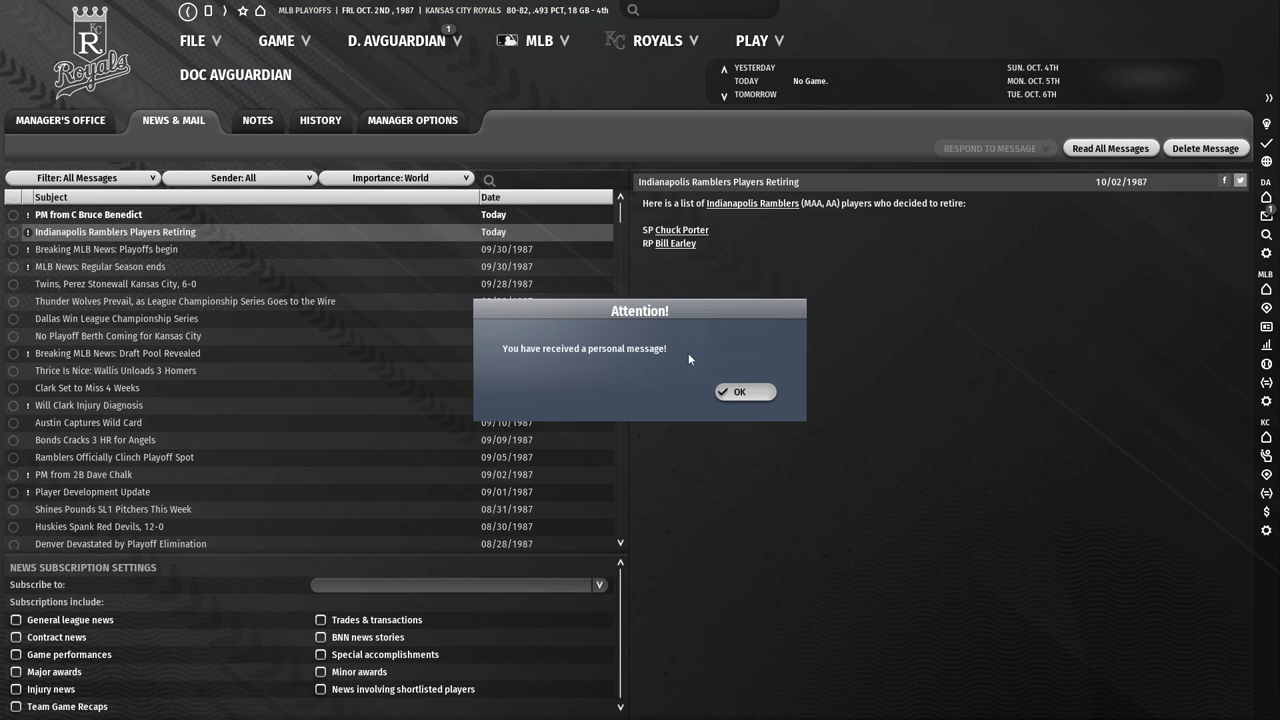 MLB PLAYOFFS | FRI. OCT. 2ND , 1987 | KANSAS CITY ROYALS 80-82, .493 PCT, 18 GB - 4th
KC
R
Royals
FILE GAME D. AVGUARDIAN 1 MLB KC ROYALS PLAY
DOC AVGUARDIAN
YESTERDAY SUN. OCT. 4TH
TODAY No Game. MON. OCT. 5TH
TOMORROW TUE. OCT. 6TH
MANAGER'S OFFICE NEWS & MAIL NOTES HISTORY MANAGER OPTIONS
RESPOND TO MESSAGE Read All Messages Delete Message
Filter: All Messages Sender: All Importance: World
Subject Date
! PM from C Bruce Benedict Today
! Indianapolis Ramblers Players Retiring Today
! Breaking MLB News: Playoffs begin 09/30/1987
! MLB News: Regular Season ends 09/30/1987
Twins, Perez Stonewall Kansas City, 6-0 09/28/1987
Thunder Wolves Prevail, as League Championship Series Goes to the Wire
Dallas Win League Championship Series
No Playoff Berth Coming for Kansas City
! Breaking MLB News: Draft Pool Revealed
Thrice Is Nice: Wallis Unloads 3 Homers
Clark Set to Miss 4 Weeks
! Will Clark Injury Diagnosis
Austin Captures Wild Card 09/10/1987
Bonds Cracks 3 HR for Angels 09/09/1987
Ramblers Officially Clinch Playoff Spot 09/05/1987
! PM from 2B Dave Chalk 09/02/1987
! Player Development Update 09/01/1987
Shines Pounds SL1 Pitchers This Week 08/31/1987
Huskies Spank Red Devils, 12-0 08/30/1987
Denver Devastated by Playoff Elimination 08/28/1987
Indianapolis Ramblers Players Retiring 10/02/1987
Here is a list of Indianapolis Ramblers (MAA, AA) players who decided to retire:
SP Chuck Porter
RP Bill Earley
Attention!
You have received a personal message!
OK
NEWS SUBSCRIPTION SETTINGS
Subscribe to:
Subscriptions include:
General league news Trades & transactions
Contract news BNN news stories
Game performances Special accomplishments
Major awards Minor awards
Injury news News involving shortlisted players
Team Game Recaps
DA
1
MLB
KC